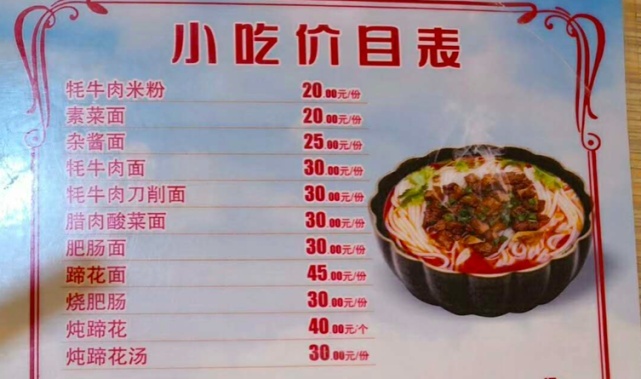 小吃价目表
牦牛肉米粉 20.00元/份
素菜面 20.00元/份
杂酱面 25.00元/份
牦牛肉面 30.00元/份
牦牛肉刀削面 30.00元/份
腊肉酸菜面 30.00元/份
肥肠面 30.00元/份
蹄花面 45.00元/份
烧肥肠 30.00元/份
炖蹄花 40.00元/个
炖蹄花汤 30.00元/份